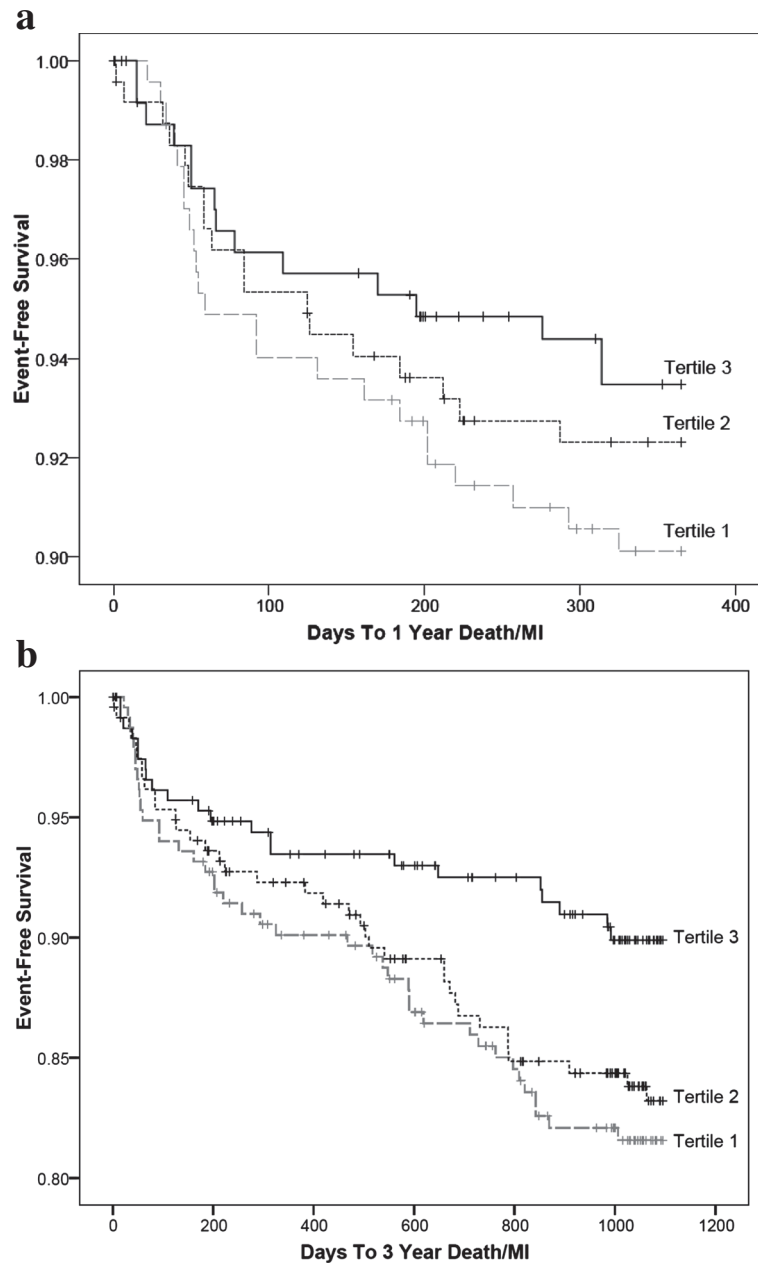 a
1.00
0.98
0.96
0.94
0.92
0.90
Event-Free Survival
Tertile 3
Tertile 2
Tertile 1
0 100 200 300 400
Days To 1 Year Death/MI
b
1.00
0.95
0.90
0.85
0.80
Event-Free Survival
Tertile 3
Tertile 2
Tertile 1
0 200 400 600 800 1000 1200
Days To 3 Year Death/MI